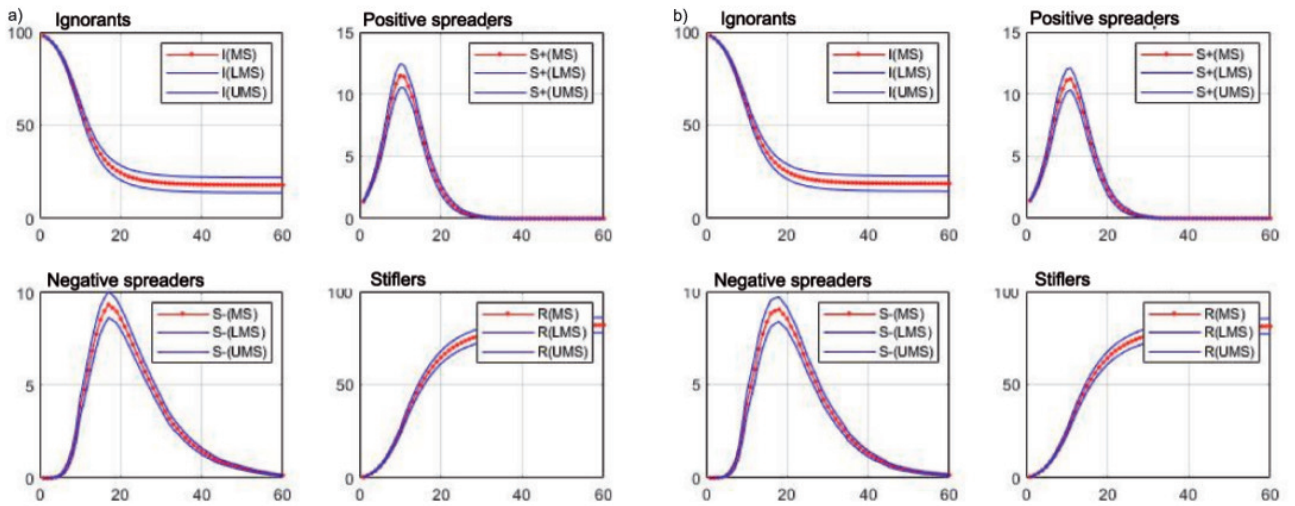 a)
Ignorants
100
50
0
0 20 40 60
I(MS)
I(LMS)
I(UMS)
Positive spreaders
15
10
5
0
0 20 40 60
S+(MS)
S+(LMS)
S+(UMS)
Negative spreaders
10
5
0
0 20 40 60
S-(MS)
S-(LMS)
S-(UMS)
Stiflers
100
50
0
0 20 40 60
R(MS)
R(LMS)
R(UMS)
b)
Ignorants
100
50
0
0 20 40 60
I(MS)
I(LMS)
I(UMS)
Positive spreaders
15
10
5
0
0 20 40 60
S+(MS)
S+(LMS)
S+(UMS)
Negative spreaders
10
5
0
0 20 40 60
S-(MS)
S-(LMS)
S-(UMS)
Stiflers
100
50
0
0 20 40 60
R(MS)
R(LMS)
R(UMS)